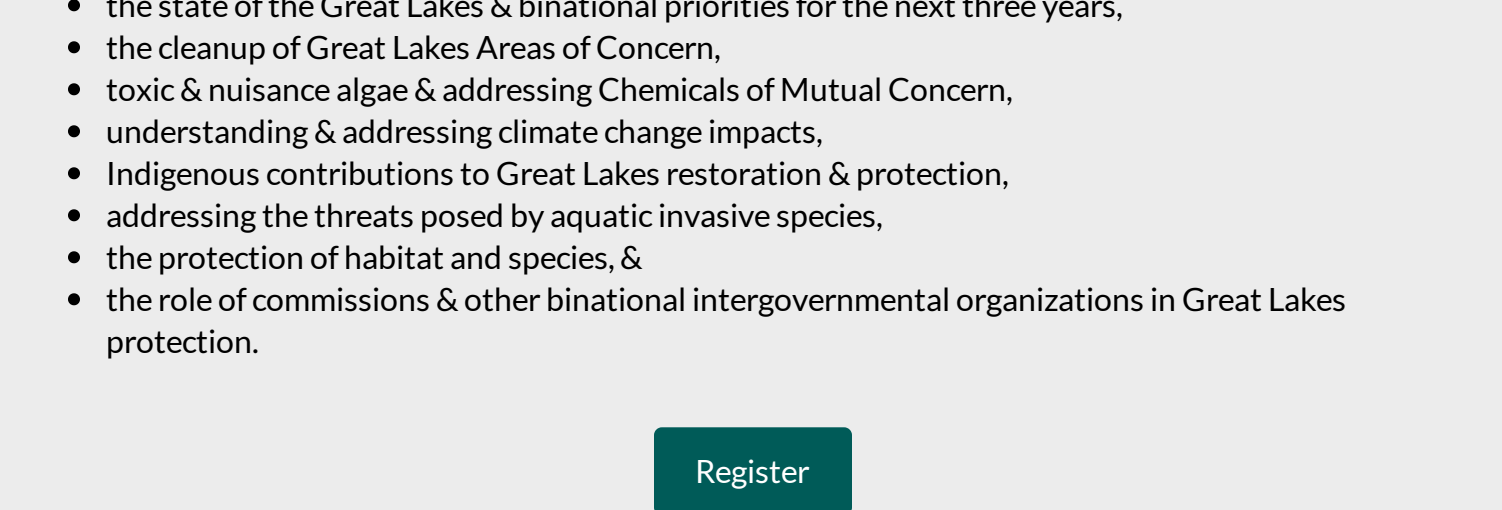 the state of the Great Lakes & binational priorities for the next three years,
the cleanup of Great Lakes Areas of Concern,
toxic & nuisance algae & addressing Chemicals of Mutual Concern,
understanding & addressing climate change impacts,
Indigenous contributions to Great Lakes restoration & protection,
addressing the threats posed by aquatic invasive species,
the protection of habitat and species, &
the role of commissions & other binational intergovernmental organizations in Great Lakes
protection.
Register